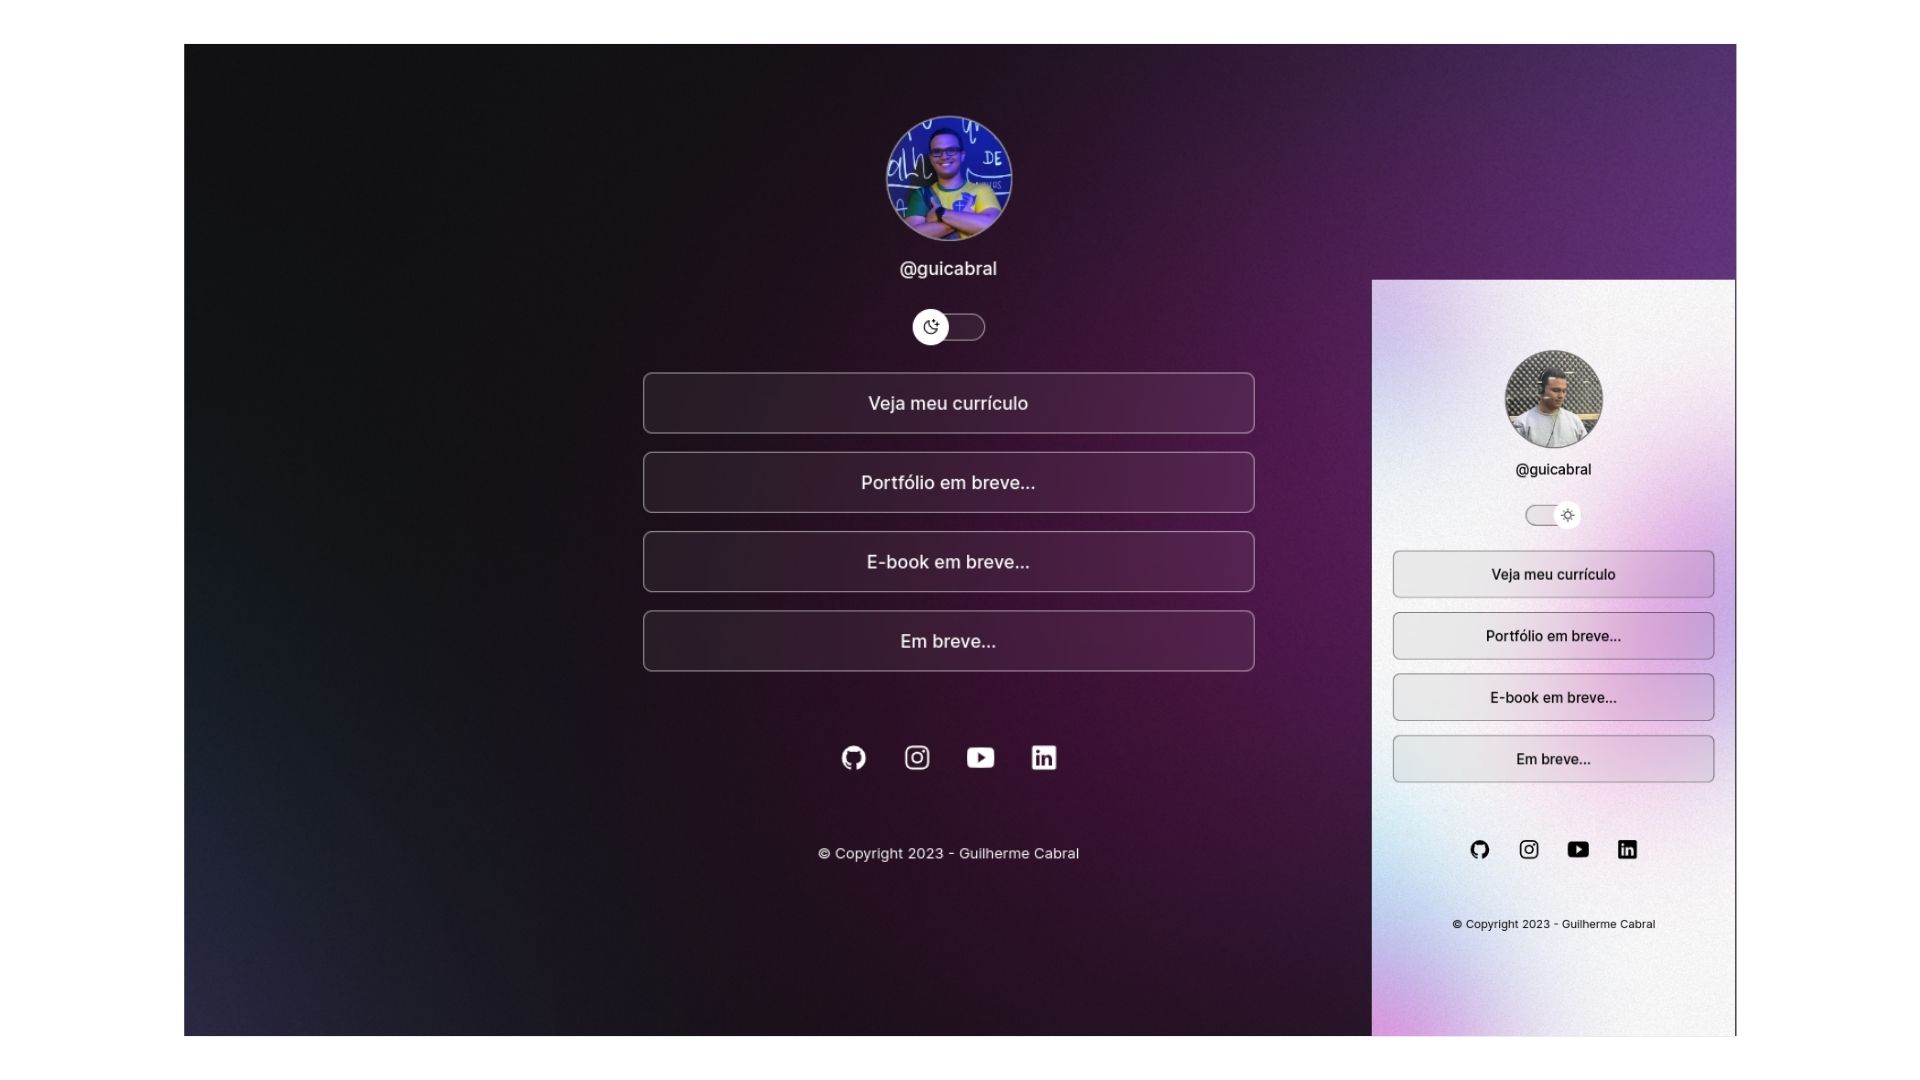 @guicabral
Veja meu currículo
Portfólio em breve...
E-book em breve...
Em breve...
© Copyright 2023 - Guilherme Cabral
@guicabral
Veja meu currículo
Portfólio em breve...
E-book em breve...
Em breve...
© Copyright 2023 - Guilherme Cabral